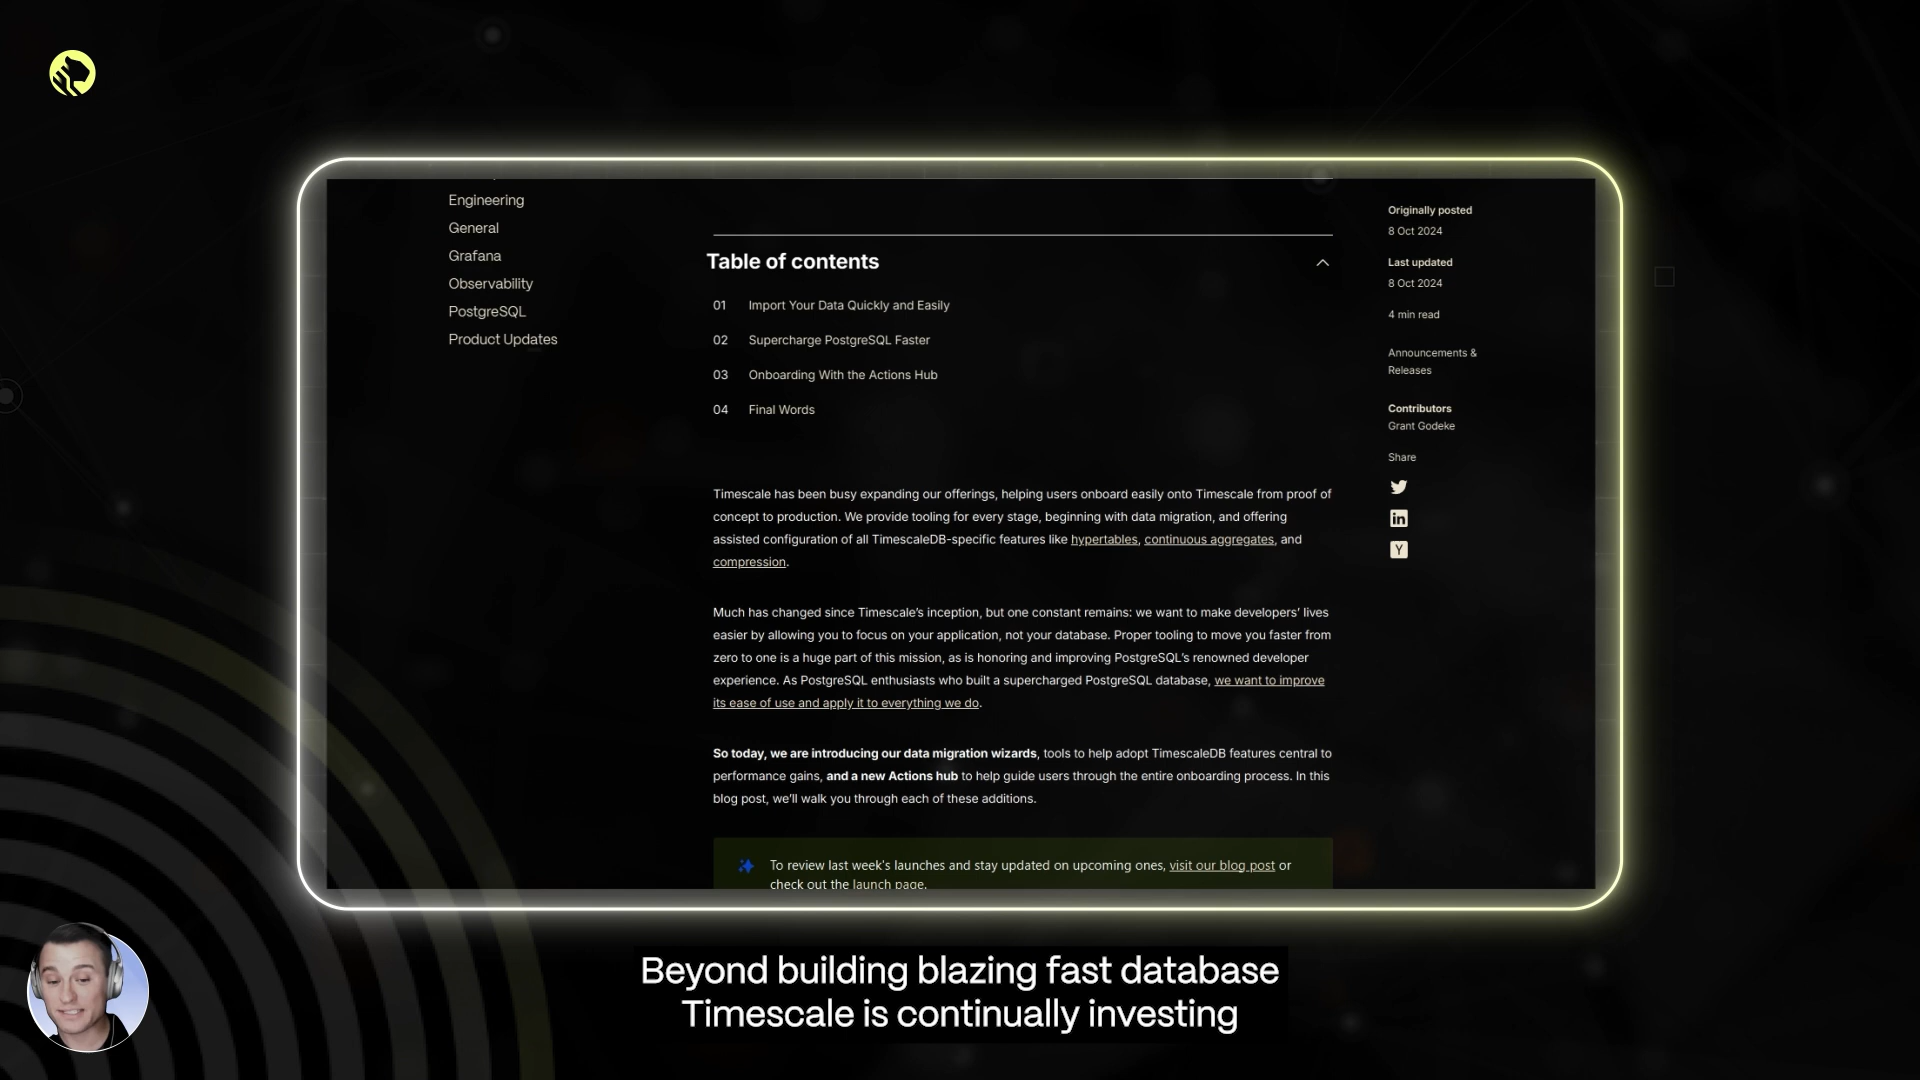 Engineering
General
Grafana
Observability
PostgreSQL
Product Updates
Table of contents
01 Import Your Data Quickly and Easily
02 Supercharge PostgreSQL Faster
03 Onboarding With the Actions Hub
04 Final Words
Timescale has been busy expanding our offerings, helping users onboard easily onto Timescale from proof of
concept to production. We provide tooling for every stage, beginning with data migration, and offering
assisted configuration of all TimescaleDB-specific features like hypertables, continuous aggregates, and
compression.
Much has changed since Timescale's inception, but one constant remains: we want to make developers' lives
easier by allowing you to focus on your application, not your database. Proper tooling to move you faster from
zero to one is a huge part of this mission, as is honoring and improving PostgreSQL's renowned developer
experience. As PostgreSQL enthusiasts who built a supercharged PostgreSQL database, we want to improve
its ease of use and apply it to everything we do.
So today, we are introducing our data migration wizards, tools to help adopt TimescaleDB features central to
performance gains, and a new Actions hub to help guide users through the entire onboarding process. In this
blog post, we'll walk you through each of these additions.
To review last week's launches and stay updated on upcoming ones, visit our blog post or
check out the launch page.
Originally posted
8 Oct 2024
Last updated
8 Oct 2024
4 min read
Announcements &
Releases
Contributors
Grant Godeke
Share
in
Y
Beyond building blazing fast database
Timescale is continually investing